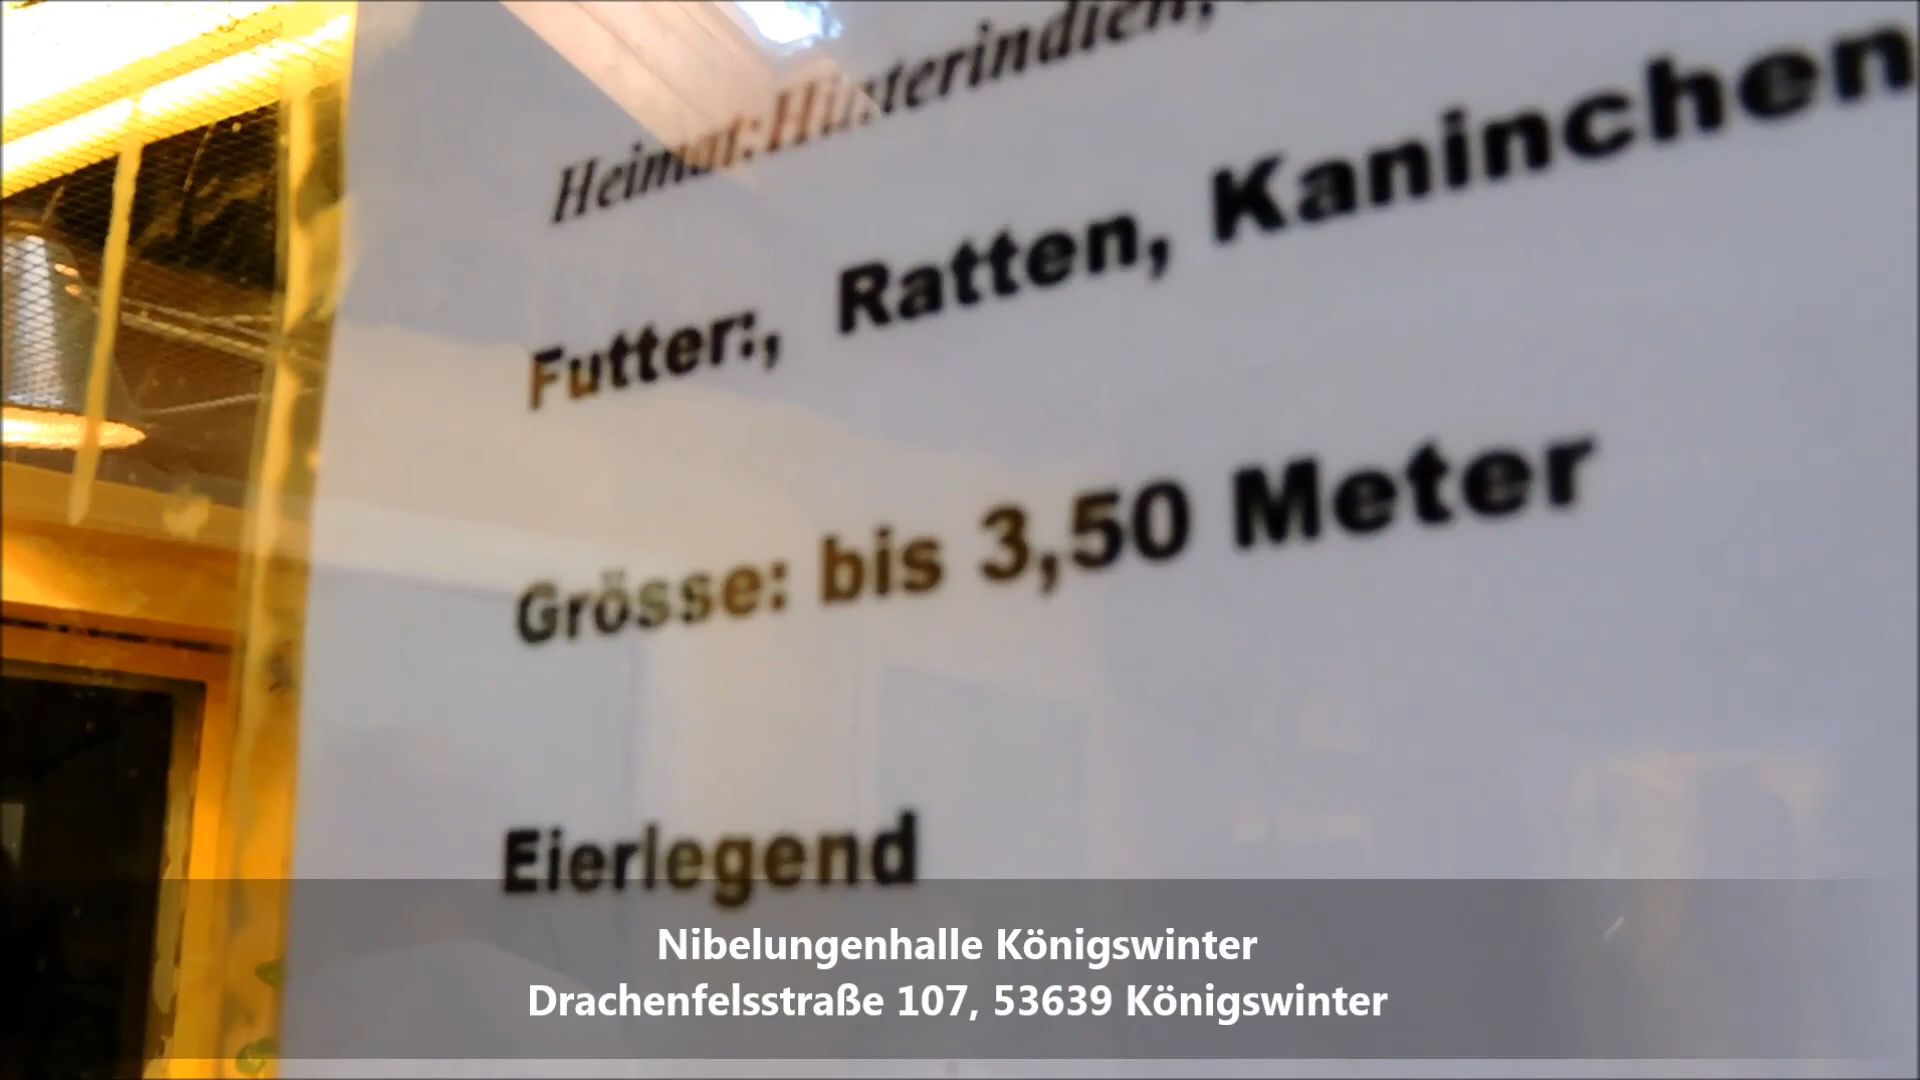 Heimat:Hinterindien,
Futter:, Ratten, Kaninchen
Grösse: bis 3,50 Meter
Eierlegend
Nibelungenhalle Königswinter
Drachenfelsstraße 107, 53639 Königswinter